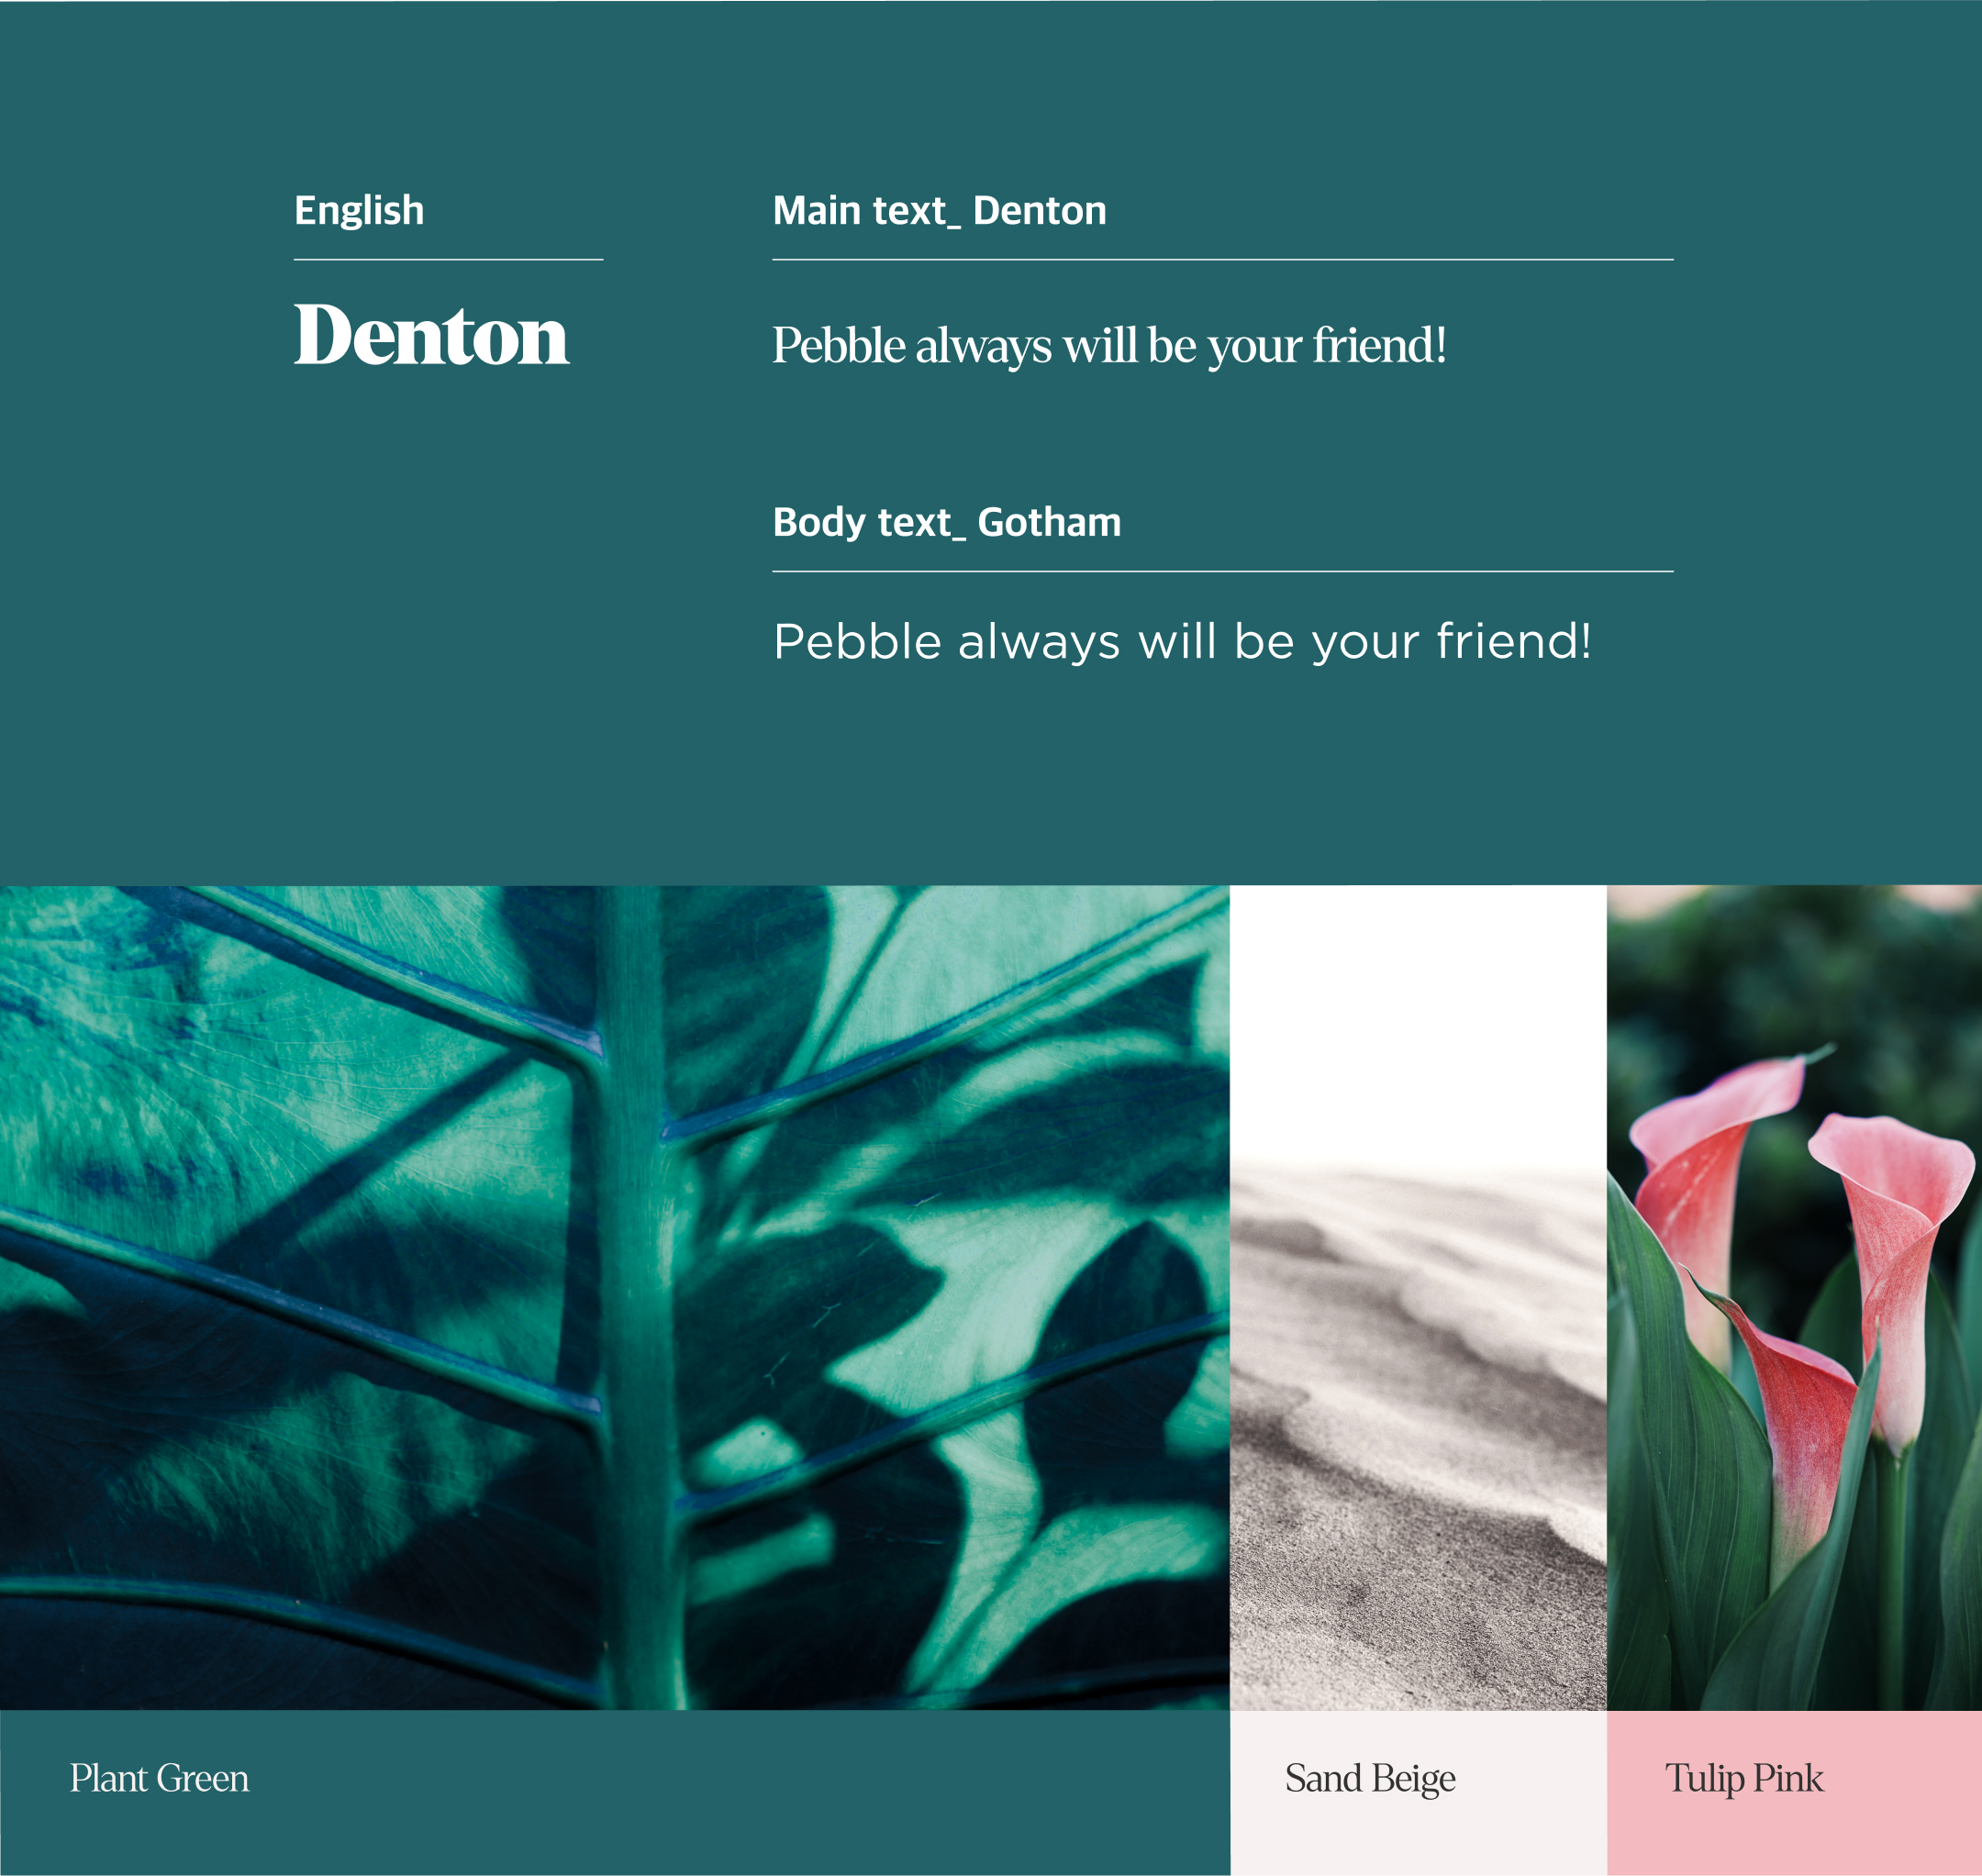 English
Denton
Main text_ Denton
Pebble always will be your friend!
Body text_ Gotham
Pebble always will be your friend!
Plant Green
Sand Beige
Tulip Pink